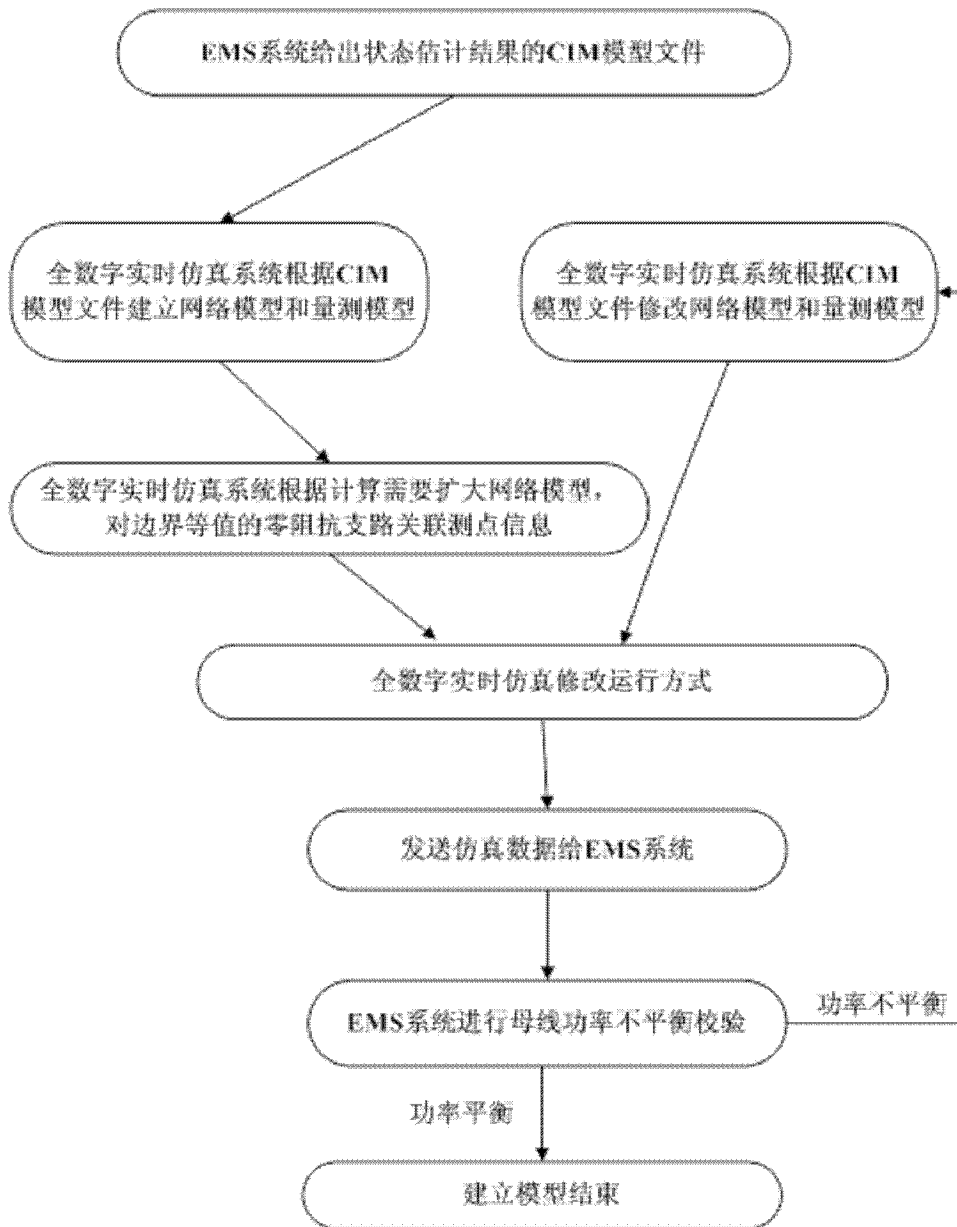 EMS系统给出状态估计结果的CIM模型文件
全数字实时仿真系统根据CIM
模型文件建立网络模型和量测模型
全数字实时仿真系统根据CIM
模型文件修改网络模型和量测模型
全数字实时仿真系统根据计算需要扩大网络模型，
对边界等值的零阻抗支路关联测点信息
全数字实时仿真修改运行方式
发送仿真数据给EMS系统
EMS系统进行母线功率不平衡校验
功率不平衡
功率平衡
建立模型结束